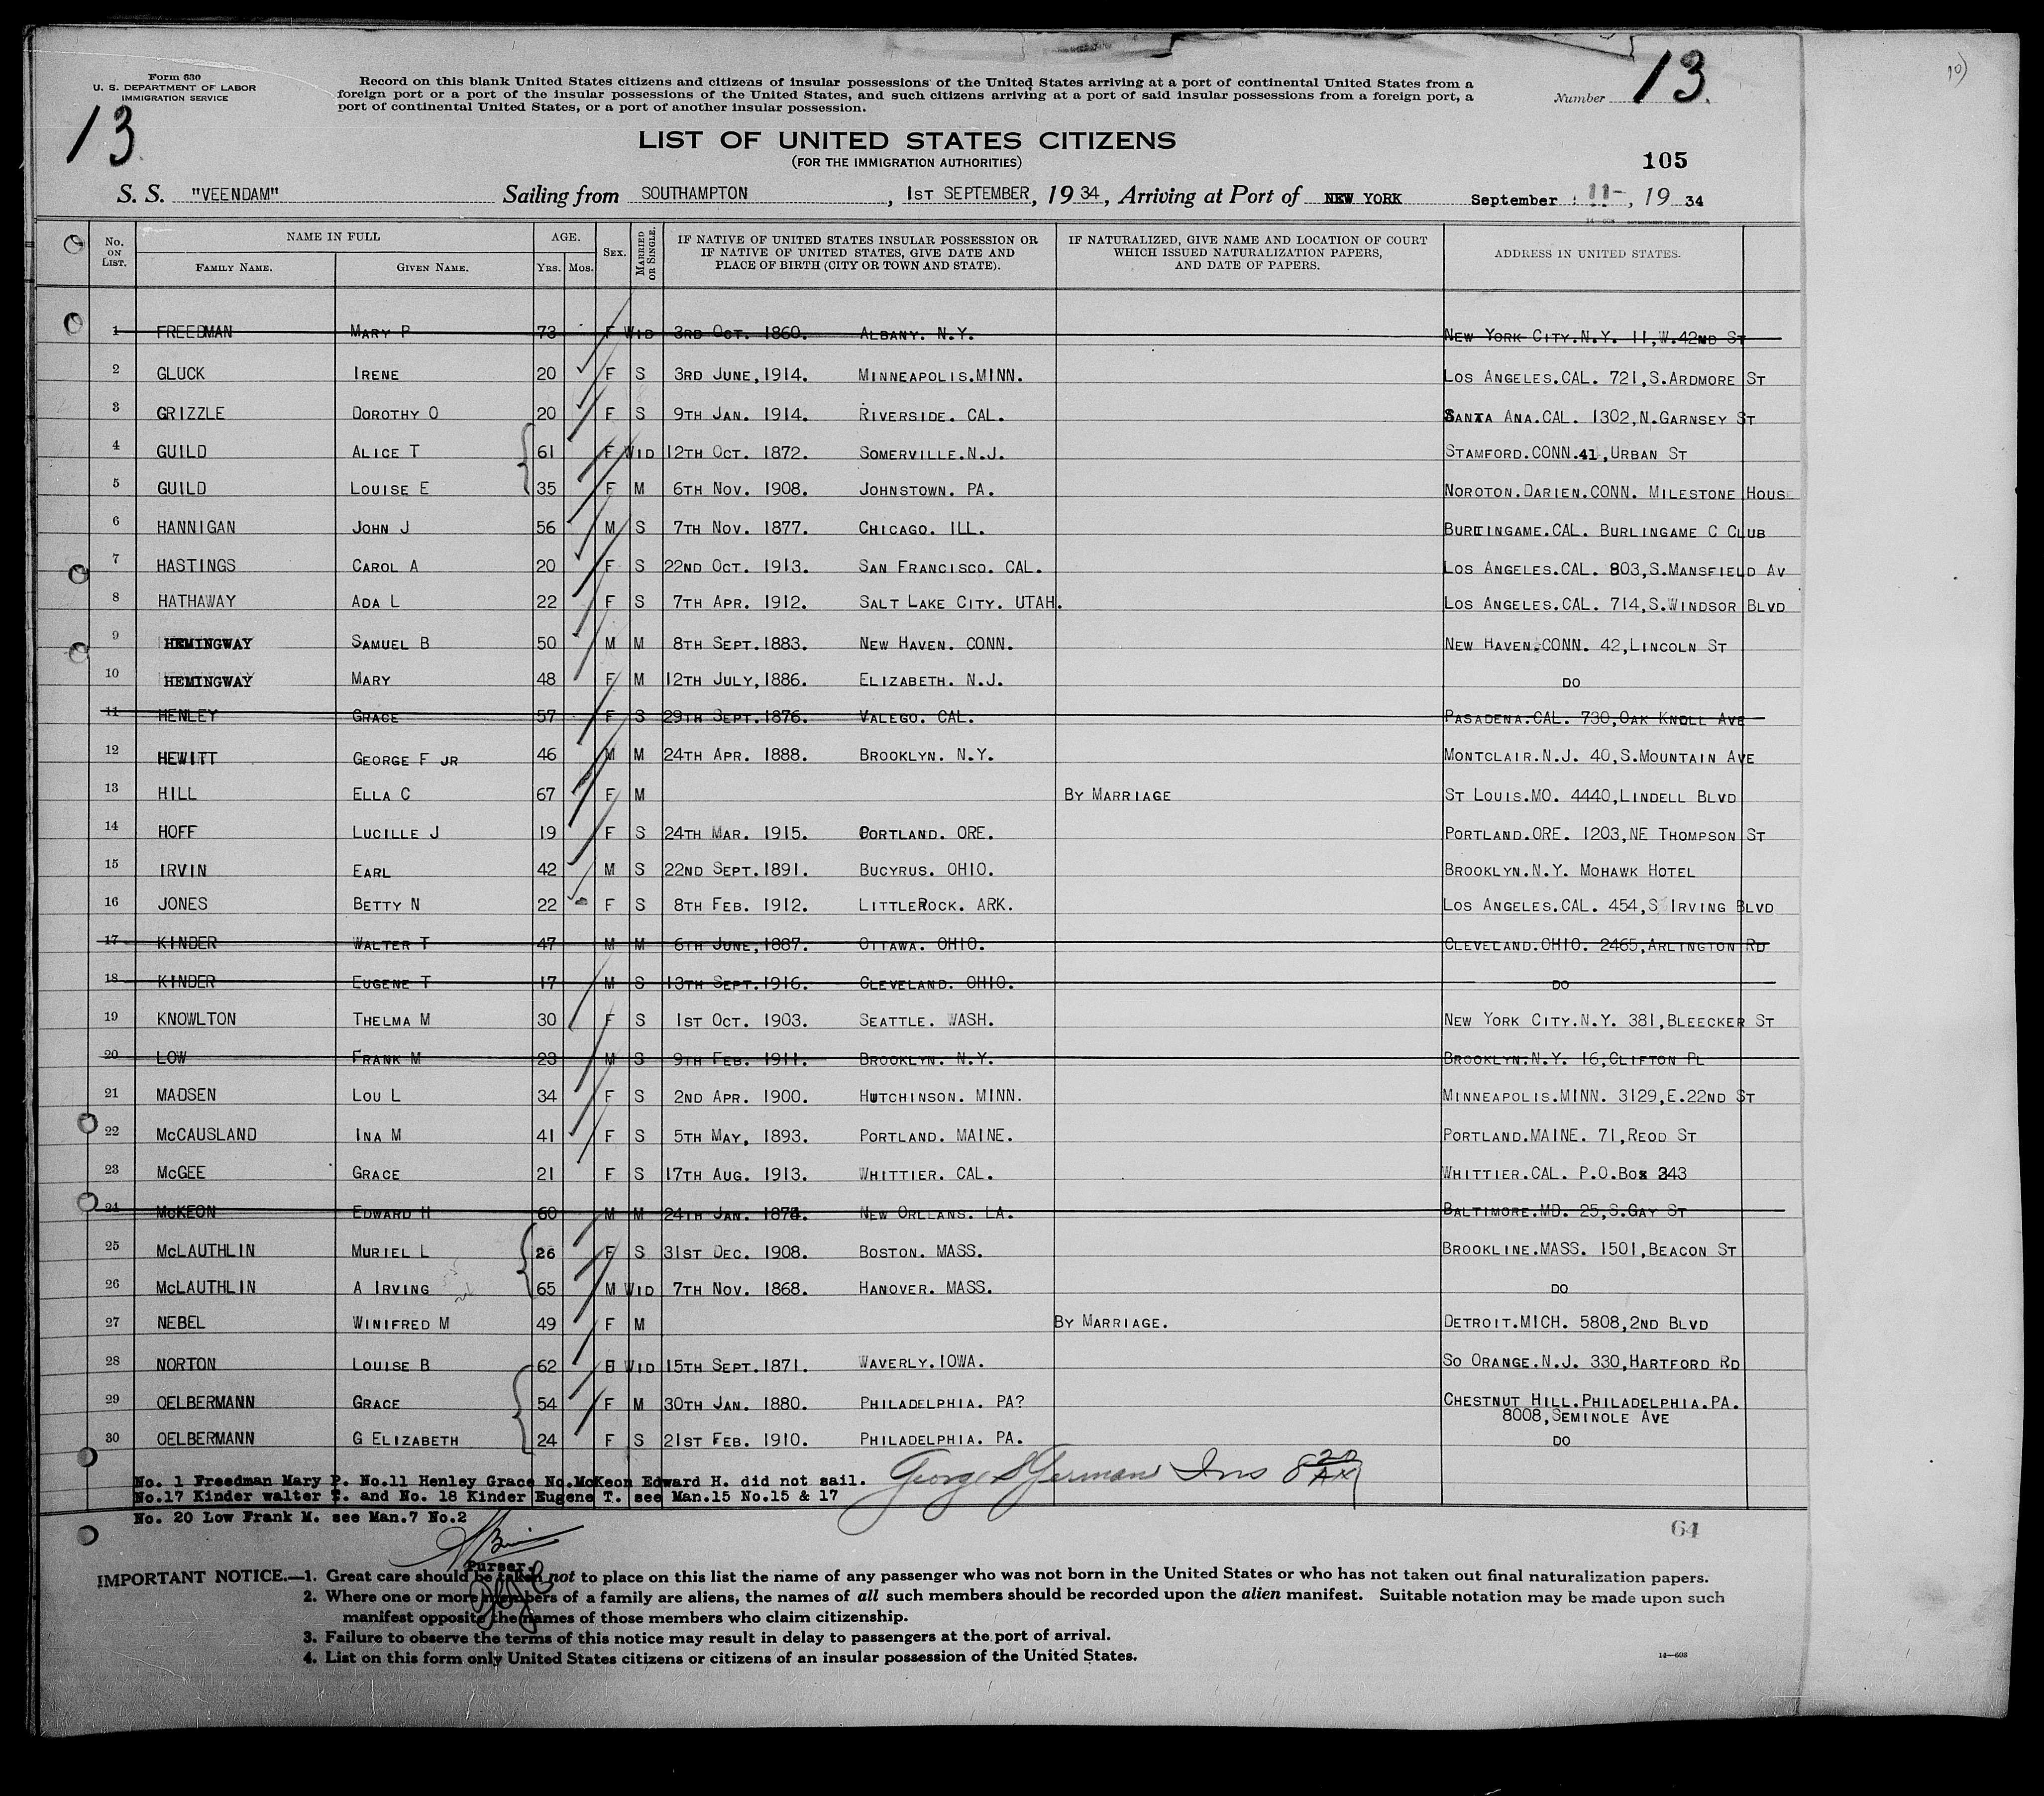 Form 630
U. S. DEPARTMENT OF LABOR
IMMIGRATION SERVICE
Record on this blank United States citizens and citizens of insular possessions of the United States arriving at a port of continental United States from a
foreign port or a port of the insular possessions of the United States, and such citizens arriving at a port of said insular possessions from a foreign port, a
port of continental United States, or a port of another insular possession.
Number 13.
13
LIST OF UNITED STATES CITIZENS
(FOR THE IMMIGRATION AUTHORITIES)
105
S. S. "VEENDAM" Sailing from SOUTHAMPTON, 1ST SEPTEMBER, 1934, Arriving at Port of NEW YORK September 11-, 1934
No. ON LIST. NAME IN FULL FAMILY NAME. GIVEN NAME. AGE. YRS. MOS. SEX. MARRIED OR SINGLE. IF NATIVE OF UNITED STATES INSULAR POSSESSION OR IF NATIVE OF UNITED STATES, GIVE DATE AND PLACE OF BIRTH (CITY OR TOWN AND STATE). IF NATURALIZED, GIVE NAME AND LOCATION OF COURT WHICH ISSUED NATURALIZATION PAPERS, AND DATE OF PAPERS. ADDRESS IN UNITED STATES.
1 FREEDMAN MARY P 73 F WID 3RD OCT. 1860. ALBANY. N.Y. NEW YORK CITY.N.Y. 11,W.42ND ST
2 GLUCK IRENE 20 F S 3RD JUNE,1914. MINNEAPOLIS.MINN. LOS ANGELES.CAL. 721,S.ARDMORE ST
3 GRIZZLE DOROTHY O 20 F S 9TH JAN. 1914. RIVERSIDE. CAL. SANTA ANA.CAL. 1302,N.GARNSEY ST
4 GUILD ALICE T 61 F WID 12TH OCT. 1872. SOMERVILLE.N.J. STAMFORD.CONN.41,URBAN ST
5 GUILD LOUISE E 35 F M 6TH NOV. 1908. JOHNSTOWN. PA. NOROTON.DARIEN.CONN. MILESTONE HOUS
6 HANNIGAN JOHN J 56 M S 7TH NOV. 1877. CHICAGO. ILL. BURLINGAME.CAL. BURLINGAME C CLUB
7 HASTINGS CAROL A 20 F S 22ND OCT. 1913. SAN FRANCISCO. CAL. LOS ANGELES.CAL. 803,S.MANSFIELD AV
8 HATHAWAY ADA L 22 F S 7TH APR. 1912. SALT LAKE CITY. UTAH. LOS ANGELES.CAL. 714,S.WINDSOR BLVD
9 HEMINGWAY SAMUEL B 50 M M 8TH SEPT.1883. NEW HAVEN. CONN. NEW HAVEN.CONN. 42,LINCOLN ST
10 HEMINGWAY MARY 48 F M 12TH JULY,1886. ELIZABETH. N.J. DO
11 HENLEY GRACE 57 F S 29TH SEPT.1876. VALEGO. CAL. PASADENA.CAL. 730,OAK KNOLL AVE
12 HEWITT GEORGE F JR 46 M M 24TH APR. 1888. BROOKLYN. N.Y. MONTCLAIR.N.J. 40,S.MOUNTAIN AVE
13 HILL ELLA C 67 F M BY MARRIAGE ST LOUIS.MO. 4440,LINDELL BLVD
14 HOFF LUCILLE J 19 F S 24TH MAR. 1915. PORTLAND. ORE. PORTLAND.ORE. 1203,NE THOMPSON ST
15 IRVIN EARL 42 M S 22ND SEPT.1891. BUCYRUS. OHIO. BROOKLYN.N.Y. MOHAWK HOTEL
16 JONES BETTY N 22 F S 8TH FEB. 1912. LITTLEROCK. ARK. LOS ANGELES.CAL. 454,S IRVING BLVD
17 KINDER WALTER T 47 M M 6TH JUNE,1887. OTTAWA. OHIO. CLEVELAND.OHIO. 2465,ARLINGTON RD
18 KINDER EUGENE T 17 M S 13TH SEPT.1916. CLEVELAND. OHIO. DO
19 KNOWLTON THELMA M 30 F S 1ST OCT. 1903. SEATTLE. WASH. NEW YORK CITY.N.Y. 381,BLEECKER ST
20 LOW FRANK M 23 M S 9TH FEB. 1911. BROOKLYN. N.Y. BROOKLYN.N.Y. 16,CLIFTON PL
21 MADSEN LOU L 34 F S 2ND APR. 1900. HUTCHINSON. MINN. MINNEAPOLIS.MINN. 3129,E.22ND ST
22 McCAUSLAND INA M 41 F S 5TH MAY, 1893. PORTLAND. MAINE. PORTLAND.MAINE. 71,REOD ST
23 McGEE GRACE 21 F S 17TH AUG. 1913. WHITTIER. CAL. WHITTIER.CAL. P.O.BOX 343
24 McKEON EDWARD H 60 M M 24TH JAN. 1874. NEW ORLLANS. LA. BALTIMORE.MD. 25,S.GAY ST
25 McLAUTHLIN MURIEL L 26 F S 31ST DEC. 1908. BOSTON. MASS. BROOKLINE.MASS. 1501,BEACON ST
26 McLAUTHLIN A IRVING 65 M WID 7TH NOV. 1868. HANOVER. MASS. DO
27 NEBEL WINIFRED M 49 F M BY MARRIAGE. DETROIT.MICH. 5808,2ND BLVD
28 NORTON LOUISE B 62 F WID 15TH SEPT.1871. WAVERLY.IOWA. SO ORANGE.N.J. 330,HARTFORD RD
29 OELBERMANN GRACE 54 F M 30TH JAN. 1880. PHILADELPHIA. PA? CHESTNUT HILL.PHILADELPHIA.PA.
8008,SEMINOLE AVE
30 OELBERMANN G ELIZABETH 24 F S 21ST FEB. 1910. PHILADELPHIA. PA. DO
No. 1 Freedman Mary P. No.11 Henley Grace No.McKeon Edward H. did not sail.
George S German Ins 8 20 AM
No.17 Kinder walter T. and No. 18 Kinder Eugene T. see Man.15 No.15 & 17
No. 20 Low Frank M. see Man.7 No.2
64
Purser.
IMPORTANT NOTICE.—1. Great care should be taken not to place on this list the name of any passenger who was not born in the United States or who has not taken out final naturalization papers.
2. Where one or more members of a family are aliens, the names of all such members should be recorded upon the alien manifest. Suitable notation may be made upon such
manifest opposite the names of those members who claim citizenship.
3. Failure to observe the terms of this notice may result in delay to passengers at the port of arrival.
4. List on this form only United States citizens or citizens of an insular possession of the United States.
14—608